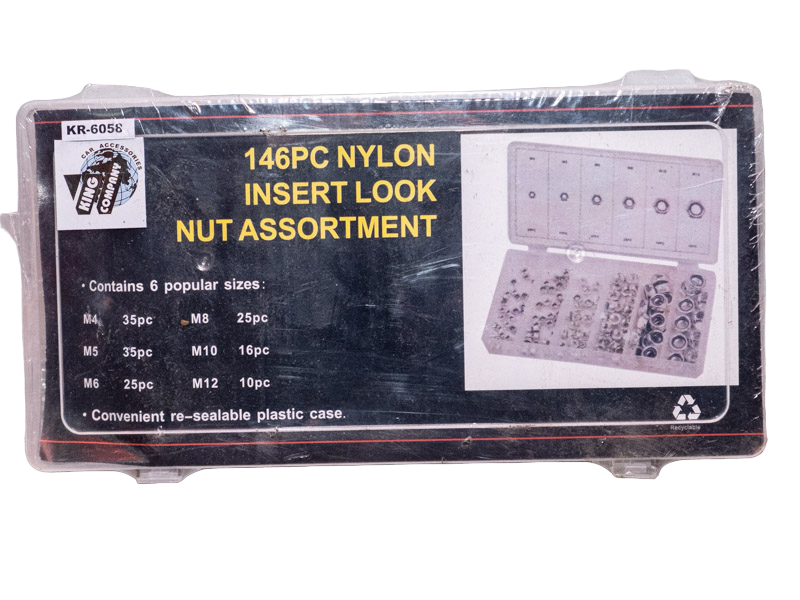 KR-6058
CAR ACCESSORIES
KING
COMPANY
146PC NYLON
INSERT LOOK
NUT ASSORTMENT
· Contains 6 popular sizes:
M4 35pc M8 25pc
M5 35pc M10 16pc
M6 25pc M12 10pc
· Convenient re-sealable plastic case.
Recyclable